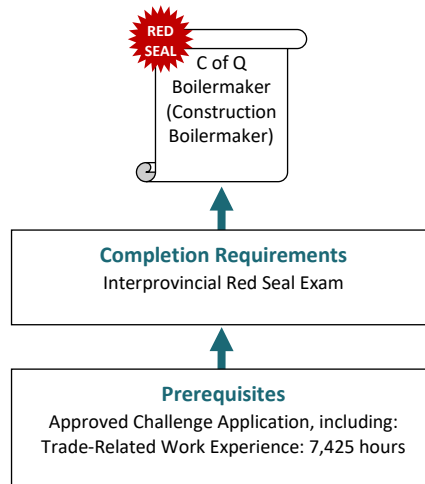 RED
SEAL
C of Q
Boilermaker
(Construction
Boilermaker)
Completion Requirements
Interprovincial Red Seal Exam
Prerequisites
Approved Challenge Application, including:
Trade-Related Work Experience: 7,425 hours